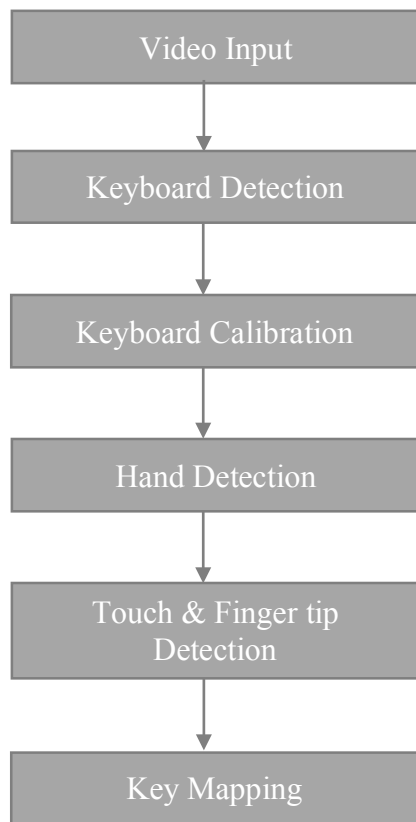 Video Input
Keyboard Detection
Keyboard Calibration
Hand Detection
Touch & Finger tip
Detection
Key Mapping